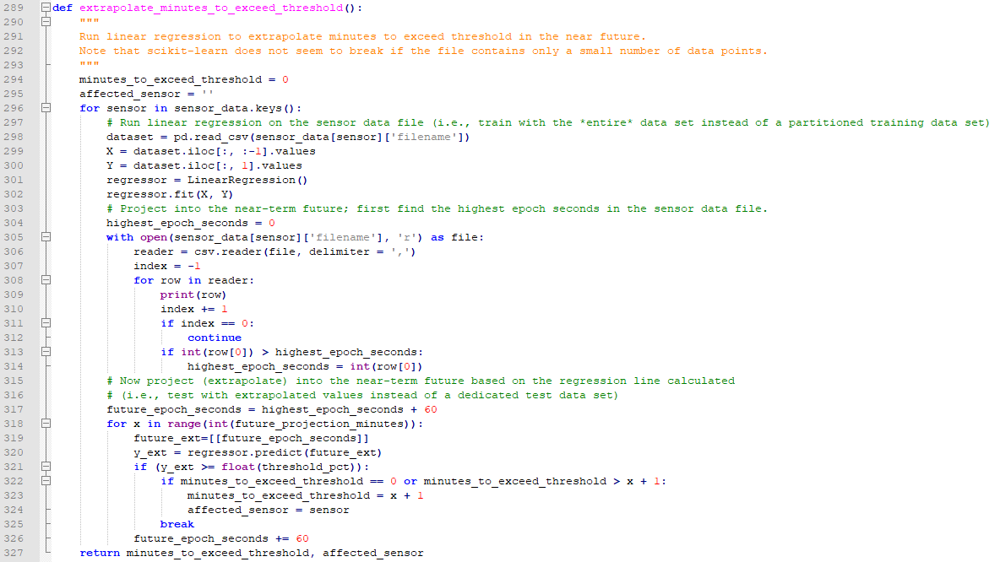 289 def extrapolate_minutes_to_exceed_threshold():
290     """
291     Run linear regression to extrapolate minutes to exceed threshold in the near future.
292     Note that scikit-learn does not seem to break if the file contains only a small number of data points.
293     """
294     minutes_to_exceed_threshold = 0
295     affected_sensor = ''
296     for sensor in sensor_data.keys():
297         # Run linear regression on the sensor data file (i.e., train with the *entire* data set instead of a partitioned training data set)
298         dataset = pd.read_csv(sensor_data[sensor]['filename'])
299         X = dataset.iloc[:, :-1].values
300         Y = dataset.iloc[:, 1].values
301         regressor = LinearRegression()
302         regressor.fit(X, Y)
303         # Project into the near-term future; first find the highest epoch seconds in the sensor data file.
304         highest_epoch_seconds = 0
305         with open(sensor_data[sensor]['filename'], 'r') as file:
306             reader = csv.reader(file, delimiter = ',')
307             index = -1
308             for row in reader:
309                 print(row)
310                 index += 1
311                 if index == 0:
312                     continue
313                 if int(row[0]) > highest_epoch_seconds:
314                     highest_epoch_seconds = int(row[0])
315         # Now project (extrapolate) into the near-term future based on the regression line calculated
316         # (i.e., test with extrapolated values instead of a dedicated test data set)
317         future_epoch_seconds = highest_epoch_seconds + 60
318         for x in range(int(future_projection_minutes)):
319             future_ext=[[future_epoch_seconds]]
320             y_ext = regressor.predict(future_ext)
321             if (y_ext >= float(threshold_pct)):
322                 if minutes_to_exceed_threshold == 0 or minutes_to_exceed_threshold > x + 1:
323                     minutes_to_exceed_threshold = x + 1
324                     affected_sensor = sensor
325                 break
326             future_epoch_seconds += 60
327     return minutes_to_exceed_threshold, affected_sensor